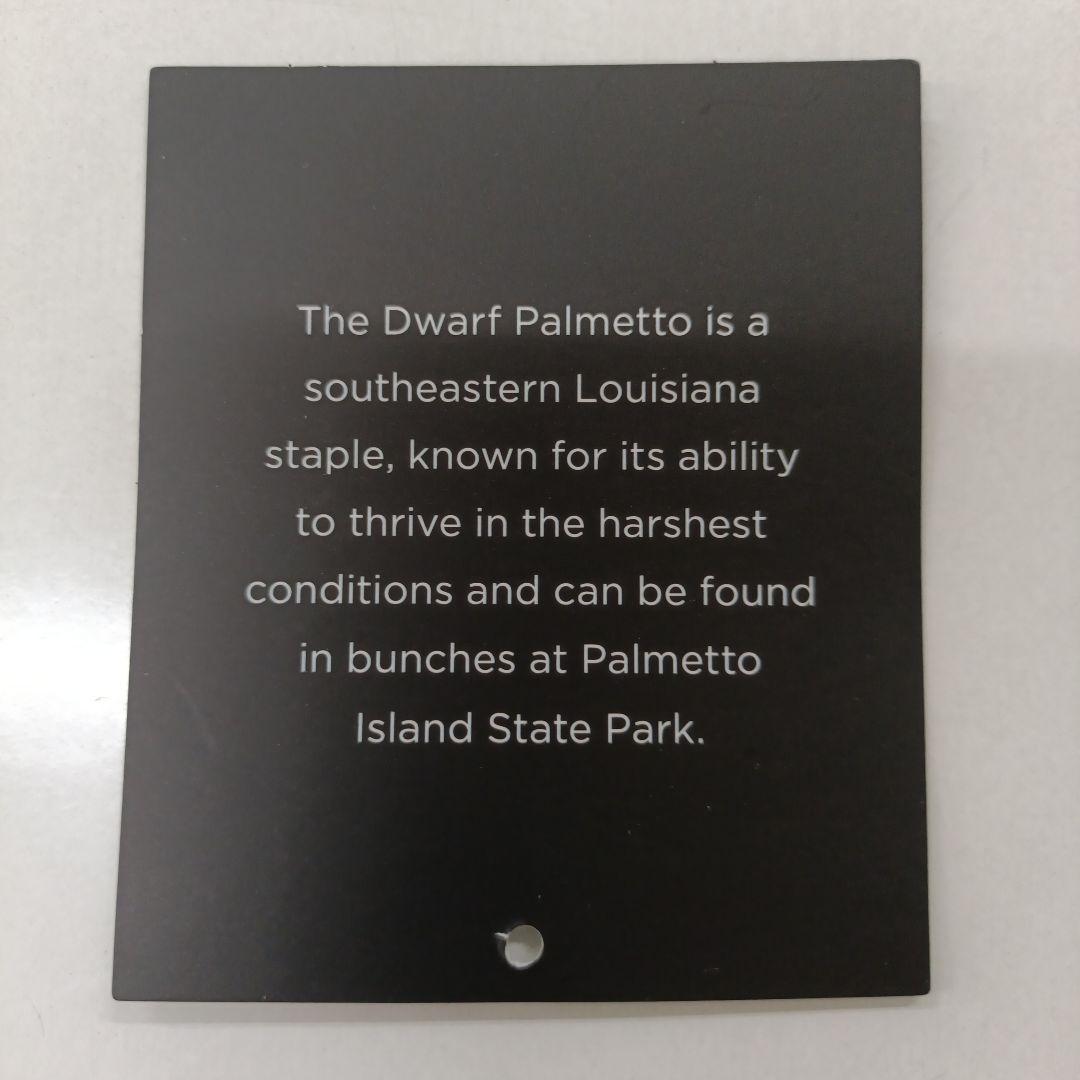 The Dwarf Palmetto is a
southeastern Louisiana
staple, known for its ability
to thrive in the harshest
conditions and can be found
in bunches at Palmetto
Island State Park.